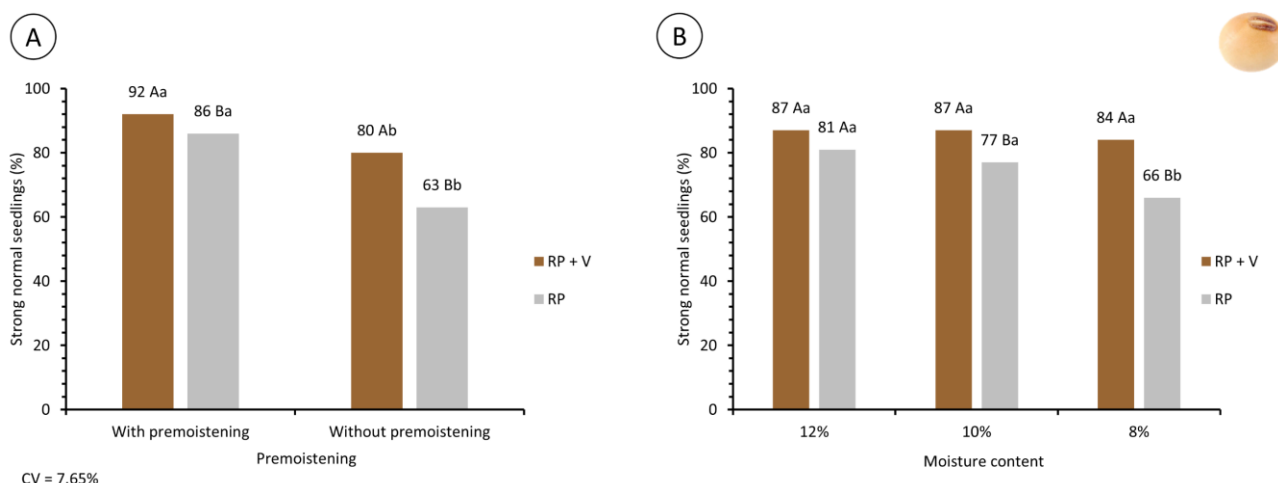 A
Strong normal seedlings (%)
100
80
60
40
20
0
92 Aa
86 Ba
80 Ab
63 Bb
With premoistening
Without premoistening
Premoistening
RP + V
RP
CV = 7.65%
B
Strong normal seedlings (%)
100
80
60
40
20
0
87 Aa
81 Aa
87 Aa
77 Ba
84 Aa
66 Bb
12%
10%
8%
Moisture content
RP + V
RP